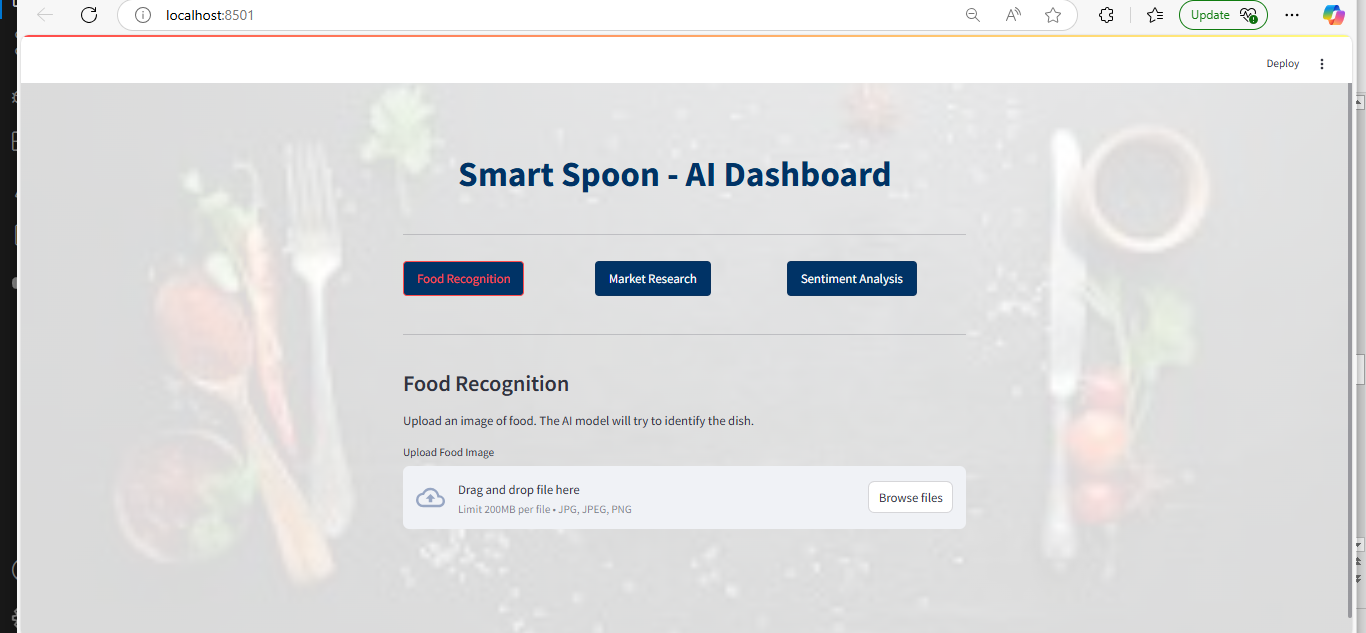 localhost:8501
Update
Deploy
Smart Spoon - AI Dashboard
Food Recognition
Market Research
Sentiment Analysis
Food Recognition
Upload an image of food. The AI model will try to identify the dish.
Upload Food Image
Drag and drop file here
Limit 200MB per file • JPG, JPEG, PNG
Browse files